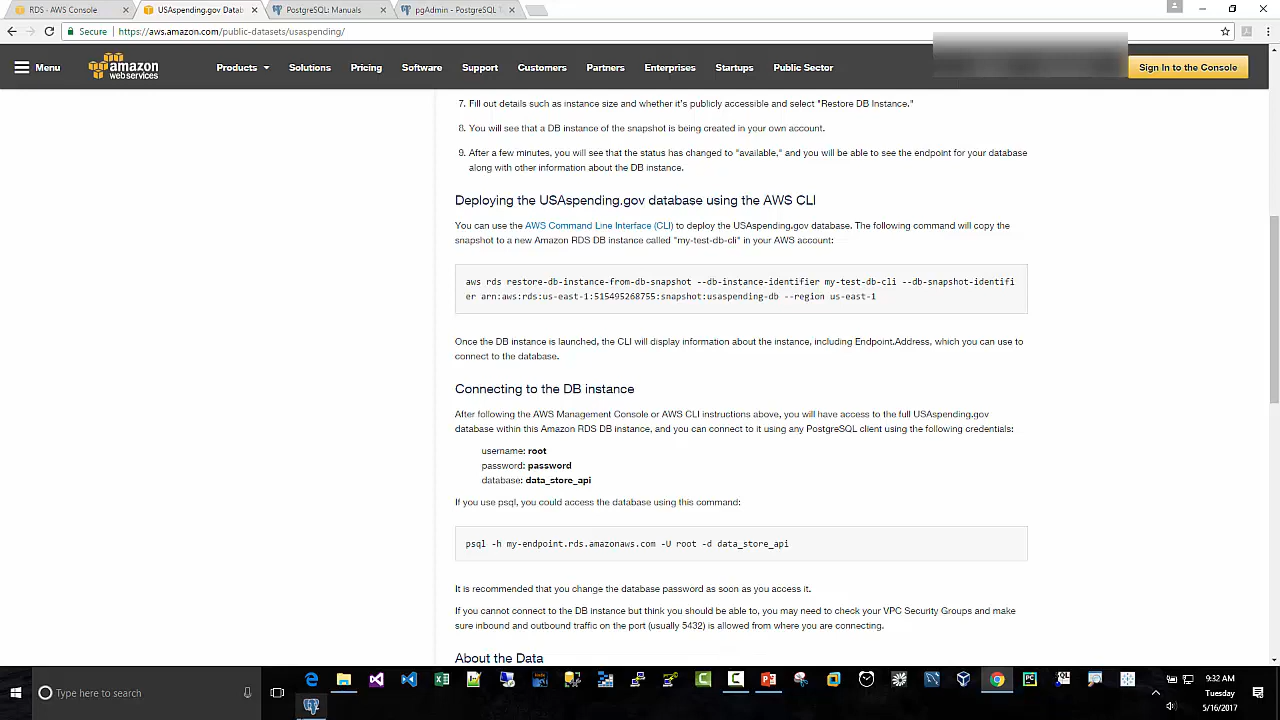 RDS - AWS Console
USAspending.gov Datab
PostgreSQL: Manuals
pgAdmin - PostgreSQL T
Secure
https://aws.amazon.com/public-datasets/usaspending/
Menu
amazon
web services
Products
Solutions
Pricing
Software
Support
Customers
Partners
Enterprises
Startups
Public Sector
Sign In to the Console
7. Fill out details such as instance size and whether it's publicly accessible and select "Restore DB Instance."
8. You will see that a DB instance of the snapshot is being created in your own account.
9. After a few minutes, you will see that the status has changed to "available," and you will be able to see the endpoint for your database
along with other information about the DB instance.
Deploying the USAspending.gov database using the AWS CLI
You can use the AWS Command Line Interface (CLI) to deploy the USAspending.gov database. The following command will copy the
snapshot to a new Amazon RDS DB instance called "my-test-db-cli" in your AWS account:
aws rds restore-db-instance-from-db-snapshot --db-instance-identifier my-test-db-cli --db-snapshot-identifi
er arn:aws:rds:us-east-1:515495268755:snapshot:usaspending-db --region us-east-1
Once the DB instance is launched, the CLI will display information about the instance, including Endpoint.Address, which you can use to
connect to the database.
Connecting to the DB instance
After following the AWS Management Console or AWS CLI instructions above, you will have access to the full USAspending.gov
database within this Amazon RDS DB instance, and you can connect to it using any PostgreSQL client using the following credentials:
username: root
password: password
database: data_store_api
If you use psql, you could access the database using this command:
psql -h my-endpoint.rds.amazonaws.com -U root -d data_store_api
It is recommended that you change the database password as soon as you access it.
If you cannot connect to the DB instance but think you should be able to, you may need to check your VPC Security Groups and make
sure inbound and outbound traffic on the port (usually 5432) is allowed from where you are connecting.
About the Data
Type here to search
9:32 AM
Tuesday
5/16/2017